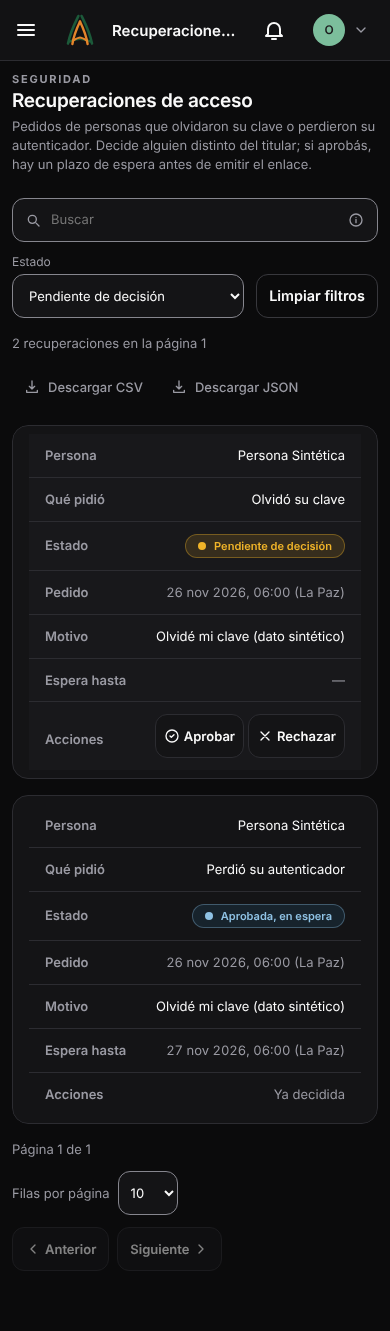 Recuperacione...
O
SEGURIDAD
Recuperaciones de acceso
Pedidos de personas que olvidaron su clave o perdieron su
autenticador. Decide alguien distinto del titular; si aprobás,
hay un plazo de espera antes de emitir el enlace.
Buscar
Estado
Pendiente de decisión
Limpiar filtros
2 recuperaciones en la página 1
Descargar CSV Descargar JSON
Persona Persona Sintética
Qué pidió Olvidó su clave
Estado Pendiente de decisión
Pedido 26 nov 2026, 06:00 (La Paz)
Motivo Olvidé mi clave (dato sintético)
Espera hasta —
Acciones Aprobar Rechazar
Persona Persona Sintética
Qué pidió Perdió su autenticador
Estado Aprobada, en espera
Pedido 26 nov 2026, 06:00 (La Paz)
Motivo Olvidé mi clave (dato sintético)
Espera hasta 27 nov 2026, 06:00 (La Paz)
Acciones Ya decidida
Página 1 de 1
Filas por página 10
Anterior Siguiente